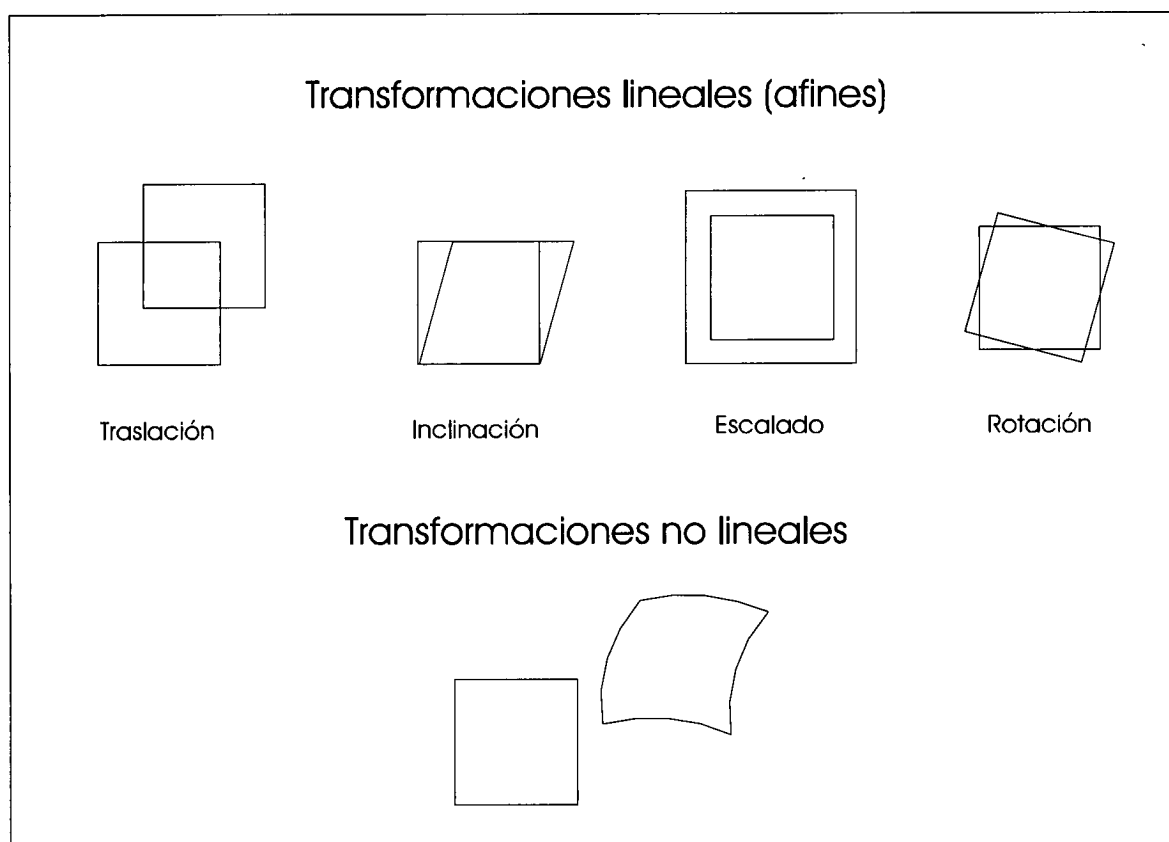 Transformaciones lineales (afines)
Traslación
Inclinación
Escalado
Rotación
Transformaciones no lineales